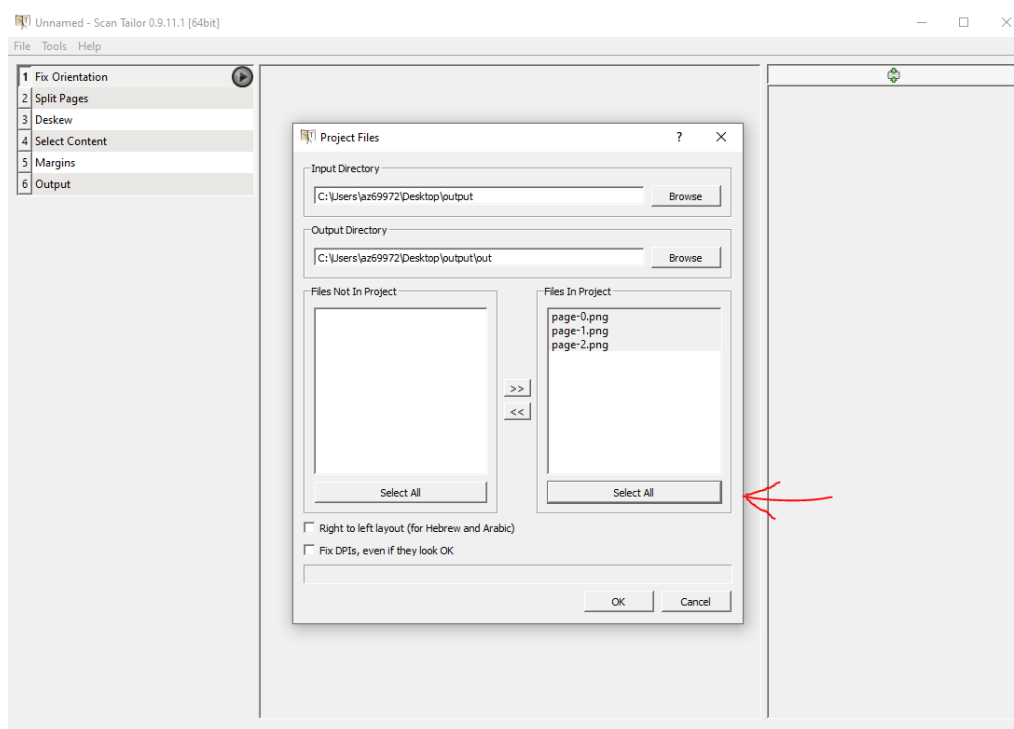 Unnamed - Scan Tailor 0.9.11.1 [64bit]
File Tools Help
1 Fix Orientation
2 Split Pages
3 Deskew
4 Select Content
5 Margins
6 Output
Project Files
Input Directory
C:\Users\az69972\Desktop\output
Browse
Output Directory
C:\Users\az69972\Desktop\output\out
Browse
Files Not In Project
Select All
>>
<<
Files In Project
page-0.png
page-1.png
page-2.png
Select All
Right to left layout (for Hebrew and Arabic)
Fix DPIs, even if they look OK
OK
Cancel